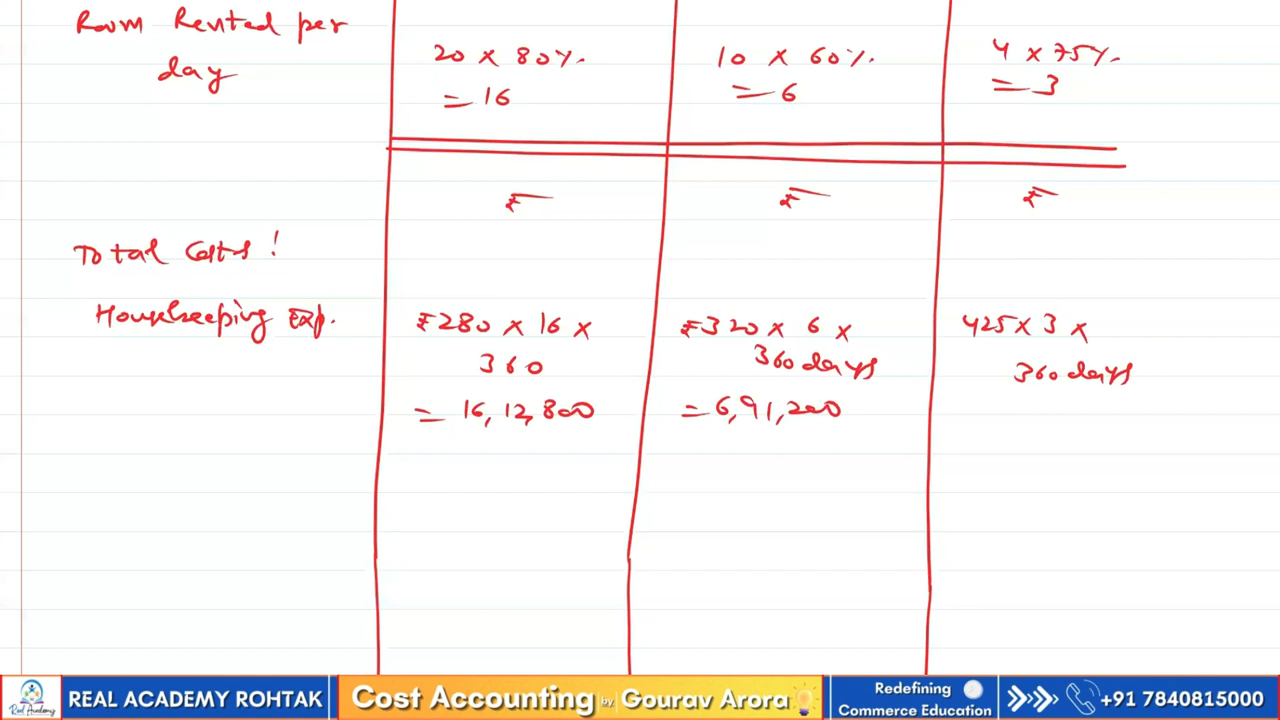 Room Rented per
day
20 x 80%.
= 16
10 x 60%.
= 6
4 x 75%.
= 3
₹
₹
₹
Total Costs :
Housekeeping Exp.
₹280 x 16 x
360
= 16,12,800
₹320 x 6 x
360 days
= 6,91,200
425 x 3 x
360 days
Real Academy
REAL ACADEMY ROHTAK
Cost Accounting by Gourav Arora
Redefining
Commerce Education
+91 7840815000